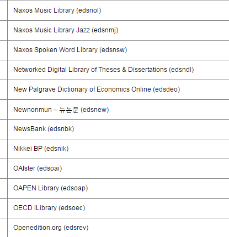 Naxos Music Library (edsnol)
Naxos Music Library Jazz (edsnmj)
Naxos Spoken Word Library (edsnsw)
Networked Digital Library of Theses & Dissertations (edsndl)
New Palgrave Dictionary of Economics Online (edsdeo)
Newnonmun – 뉴논문 (edsnew)
NewsBank (edsnbk)
Nikkei BP (edsnik)
OAIster (edsoai)
OAPEN Library (edsoap)
OECD iLibrary (edsoec)
Openedition.org (edsrev)